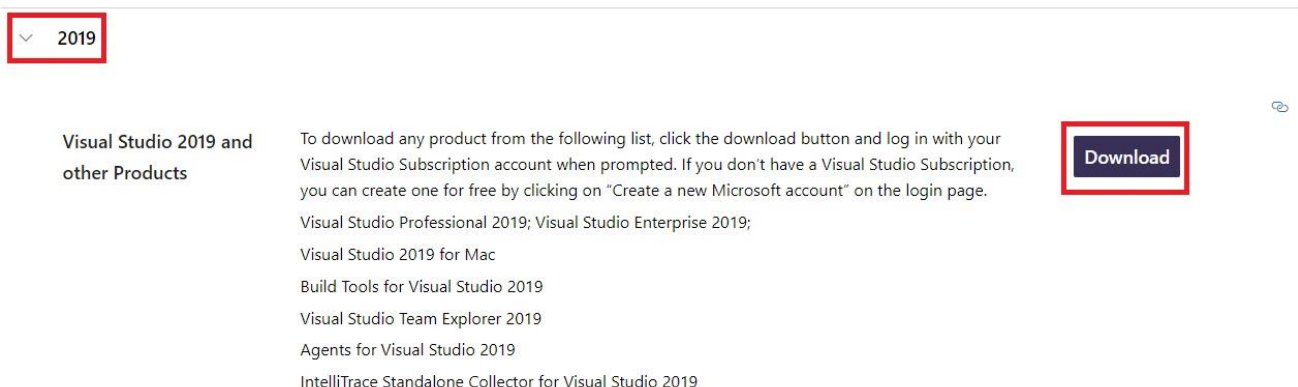 2019
Visual Studio 2019 and
other Products
To download any product from the following list, click the download button and log in with your
Visual Studio Subscription account when prompted. If you don't have a Visual Studio Subscription,
you can create one for free by clicking on “Create a new Microsoft account” on the login page.
Visual Studio Professional 2019; Visual Studio Enterprise 2019;
Visual Studio 2019 for Mac
Build Tools for Visual Studio 2019
Visual Studio Team Explorer 2019
Agents for Visual Studio 2019
IntelliTrace Standalone Collector for Visual Studio 2019
Download